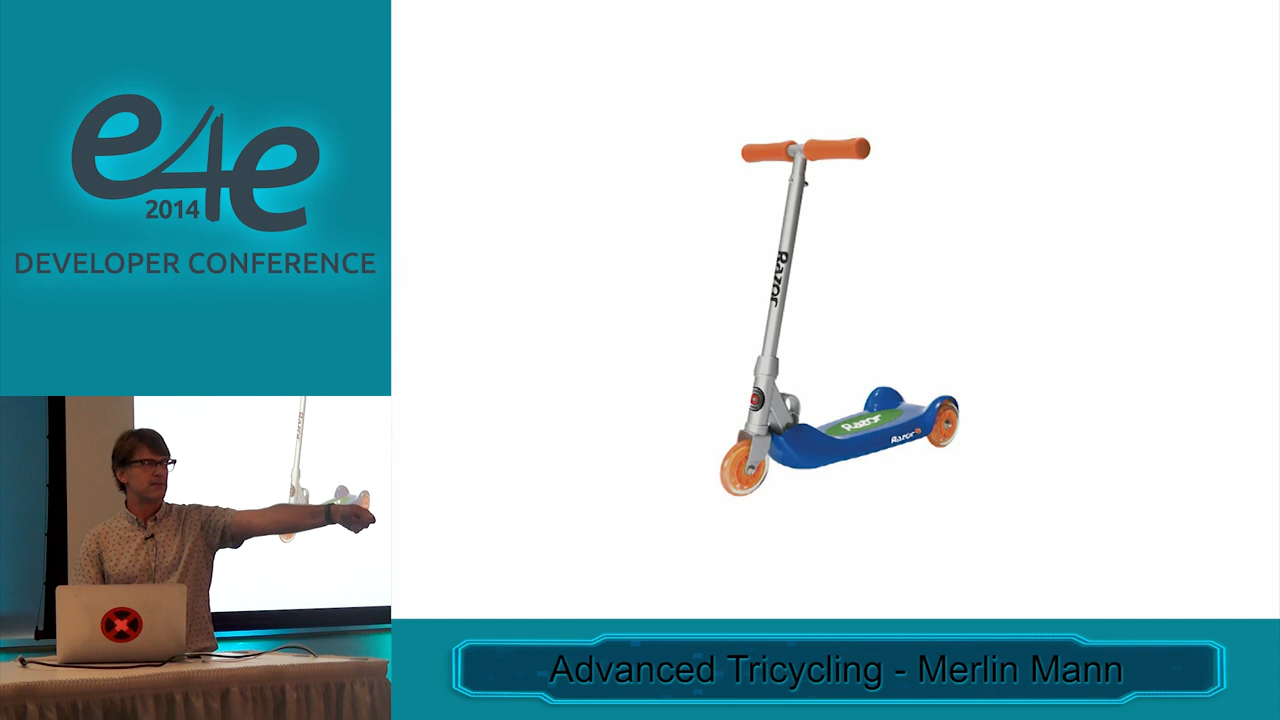 e4e
2014
DEVELOPER CONFERENCE
RAZOR
RAZOR
RAZOR
Advanced Tricycling - Merlin Mann